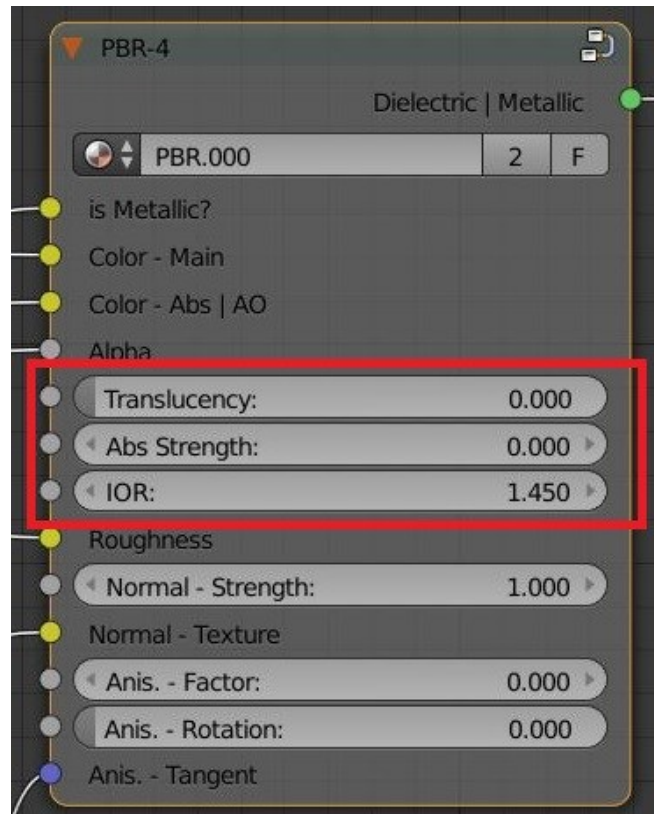 PBR-4
Dielectric | Metallic
PBR.000 2 F
is Metallic?
Color - Main
Color - Abs | AO
Alpha
Translucency: 0.000
Abs Strength: 0.000
IOR: 1.450
Roughness
Normal - Strength: 1.000
Normal - Texture
Anis. - Factor: 0.000
Anis. - Rotation: 0.000
Anis. - Tangent